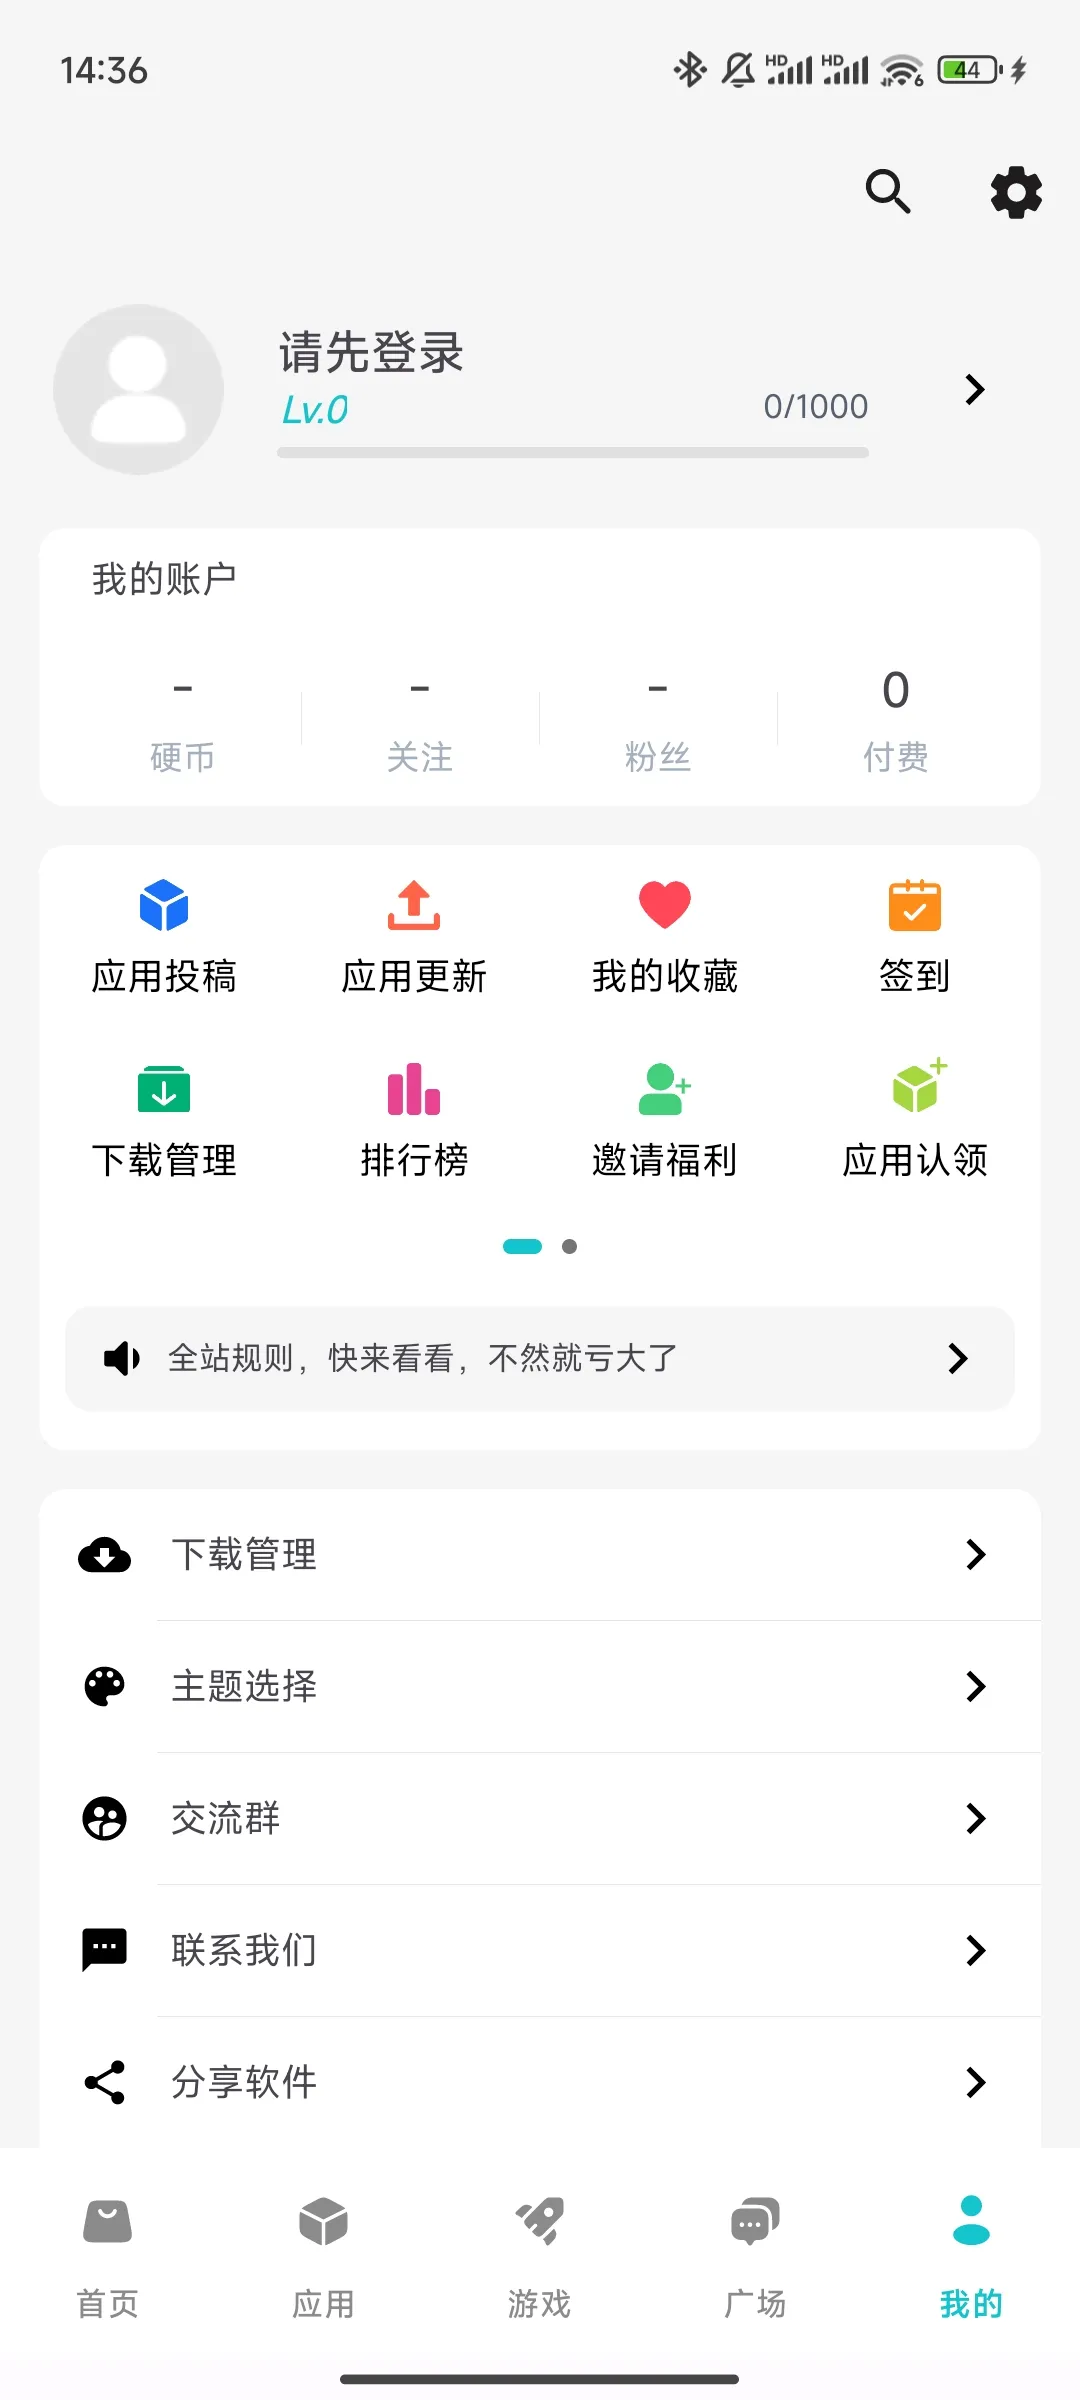 14:36
HD HD 6 44
请先登录
Lv.0
0/1000
我的账户
- - - 0
硬币 关注 粉丝 付费
应用投稿 应用更新 我的收藏 签到
下载管理 排行榜 邀请福利 应用认领
全站规则，快来看看，不然就亏大了
下载管理
主题选择
交流群
联系我们
分享软件
首页 应用 游戏 广场 我的